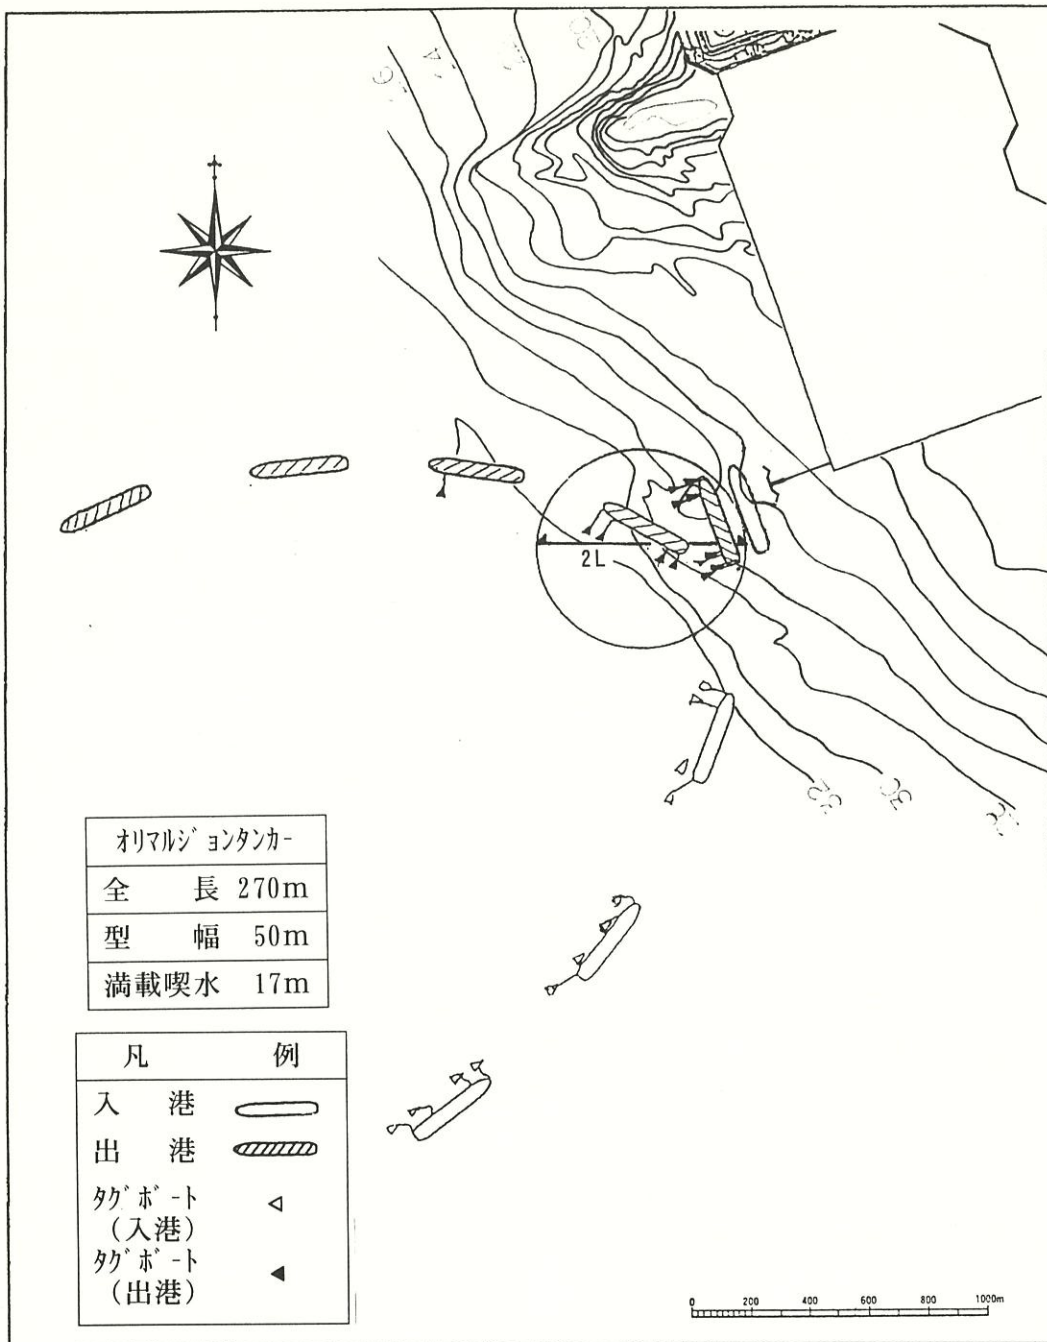 2L
32
30
オリマルジョンタンカー
全長 270m
型幅 50m
満載喫水 17m
凡例
入港
出港
タグボート
(入港)
タグボート
(出港)
0 200 400 600 800 1000m